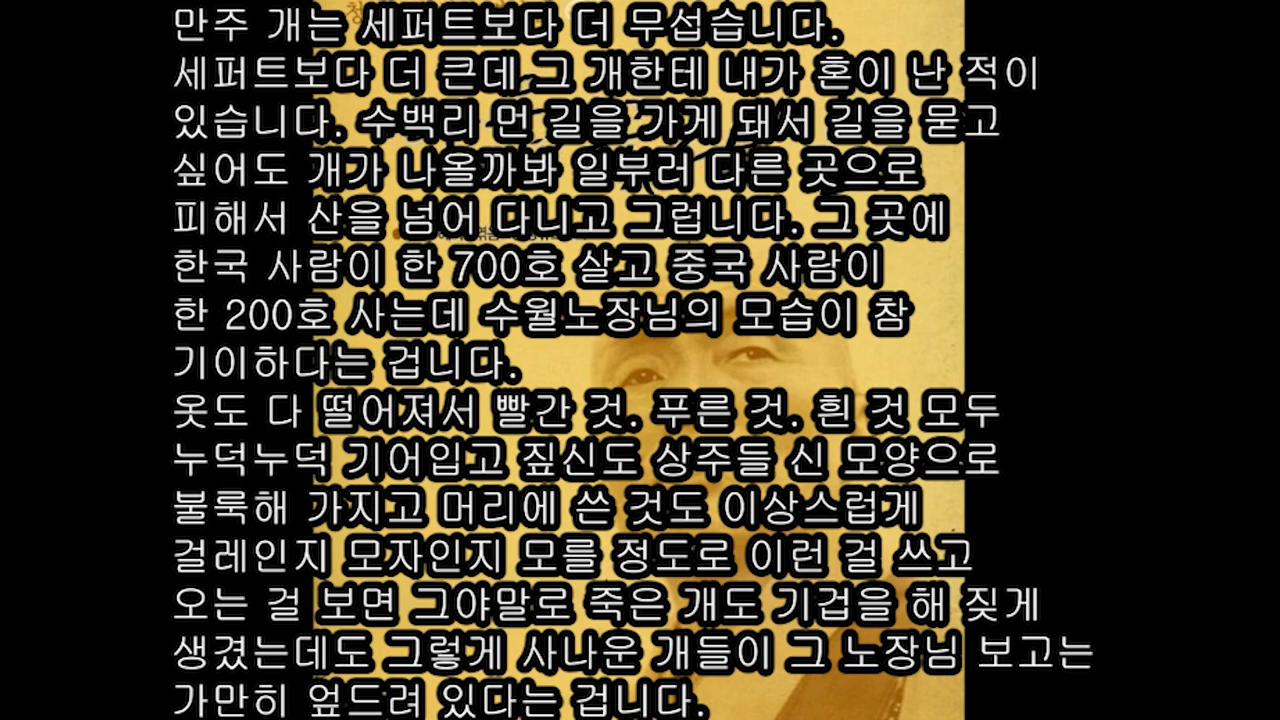 만주 개는 세퍼트보다 더 무섭습니다.
세퍼트보다 더 큰데 그 개한테 내가 혼이 난 적이
있습니다. 수백리 먼 길을 가게 돼서 길을 묻고
싶어도 개가 나올까봐 일부러 다른 곳으로
피해서 산을 넘어 다니고 그럽니다. 그 곳에
한국 사람이 한 700호 살고 중국 사람이
한 200호 사는데 수월노장님의 모습이 참
기이하다는 겁니다.
옷도 다 떨어져서 빨간 것. 푸른 것. 흰 것 모두
누덕누덕 기어입고 짚신도 상주들 신 모양으로
불룩해 가지고 머리에 쓴 것도 이상스럽게
걸레인지 모자인지 모를 정도로 이런 걸 쓰고
오는 걸 보면 그야말로 죽은 개도 기겁을 해 짖게
생겼는데도 그렇게 사나운 개들이 그 노장님 보고는
가만히 엎드려 있다는 겁니다.